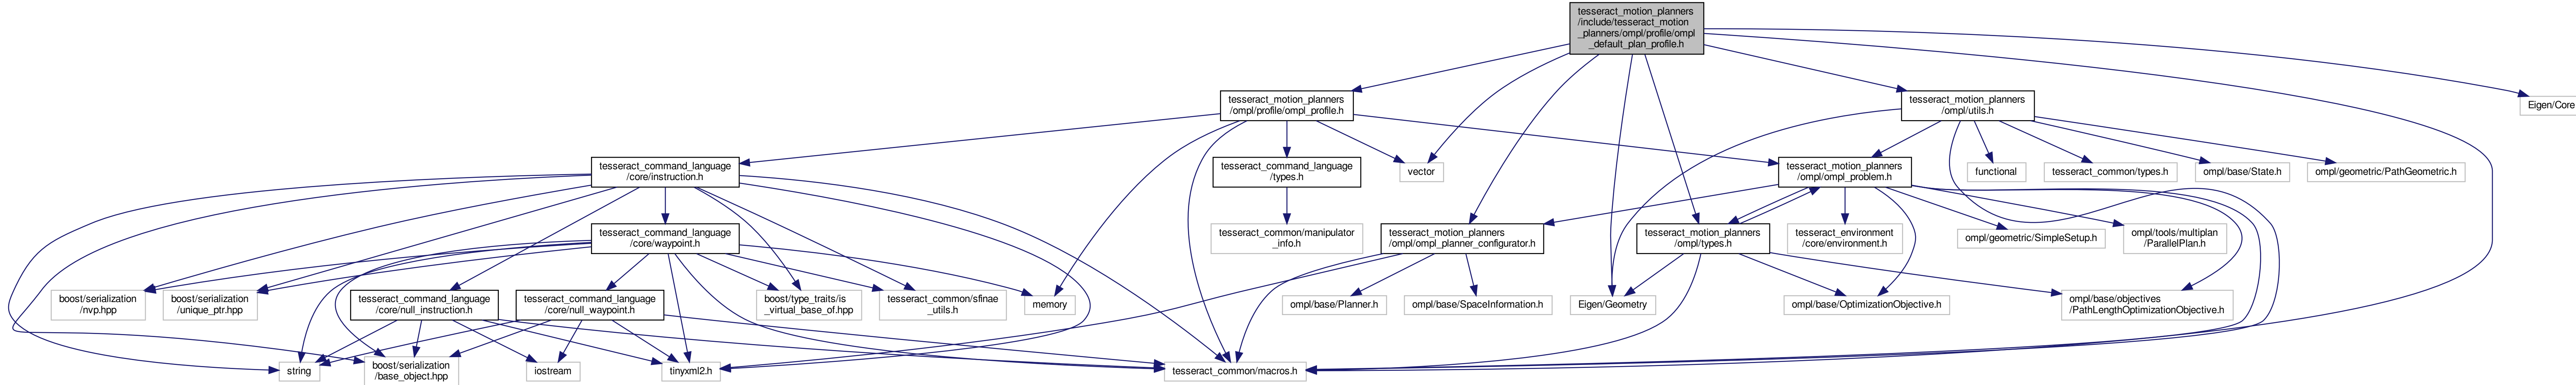 tesseract_motion_planners
/include/tesseract_motion
_planners/ompl/profile/ompl
_default_plan_profile.h
tesseract_motion_planners
/ompl/profile/ompl_profile.h
tesseract_motion_planners
/ompl/utils.h
Eigen/Core
tesseract_command_language
/core/instruction.h
tesseract_command_language
/types.h
vector
tesseract_motion_planners
/ompl/ompl_problem.h
functional
tesseract_common/types.h
ompl/base/State.h
ompl/geometric/PathGeometric.h
tesseract_command_language
/core/waypoint.h
tesseract_common/manipulator
_info.h
tesseract_motion_planners
/ompl/ompl_planner_configurator.h
tesseract_motion_planners
/ompl/types.h
tesseract_environment
/core/environment.h
ompl/geometric/SimpleSetup.h
ompl/tools/multiplan
/ParallelPlan.h
boost/serialization
/nvp.hpp
boost/serialization
/unique_ptr.hpp
tesseract_command_language
/core/null_instruction.h
tesseract_command_language
/core/null_waypoint.h
boost/type_traits/is
_virtual_base_of.hpp
tesseract_common/sfinae
_utils.h
memory
ompl/base/Planner.h
ompl/base/SpaceInformation.h
Eigen/Geometry
ompl/base/OptimizationObjective.h
ompl/base/objectives
/PathLengthOptimizationObjective.h
string
boost/serialization
/base_object.hpp
iostream
tinyxml2.h
tesseract_common/macros.h